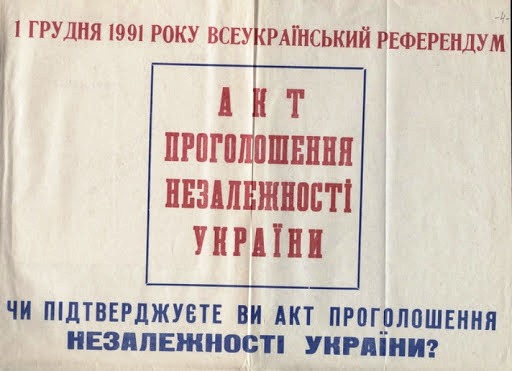 1 ГРУДНЯ 1991 РОКУ ВСЕУКРАЇНСЬКИЙ РЕФЕРЕНДУМ
АКТ
ПРОГОЛОШЕННЯ
НЕЗАЛЕЖНОСТІ
УКРАЇНИ
ЧИ ПІДТВЕРДЖУЄТЕ ВИ АКТ ПРОГОЛОШЕННЯ
НЕЗАЛЕЖНОСТІ УКРАЇНИ?